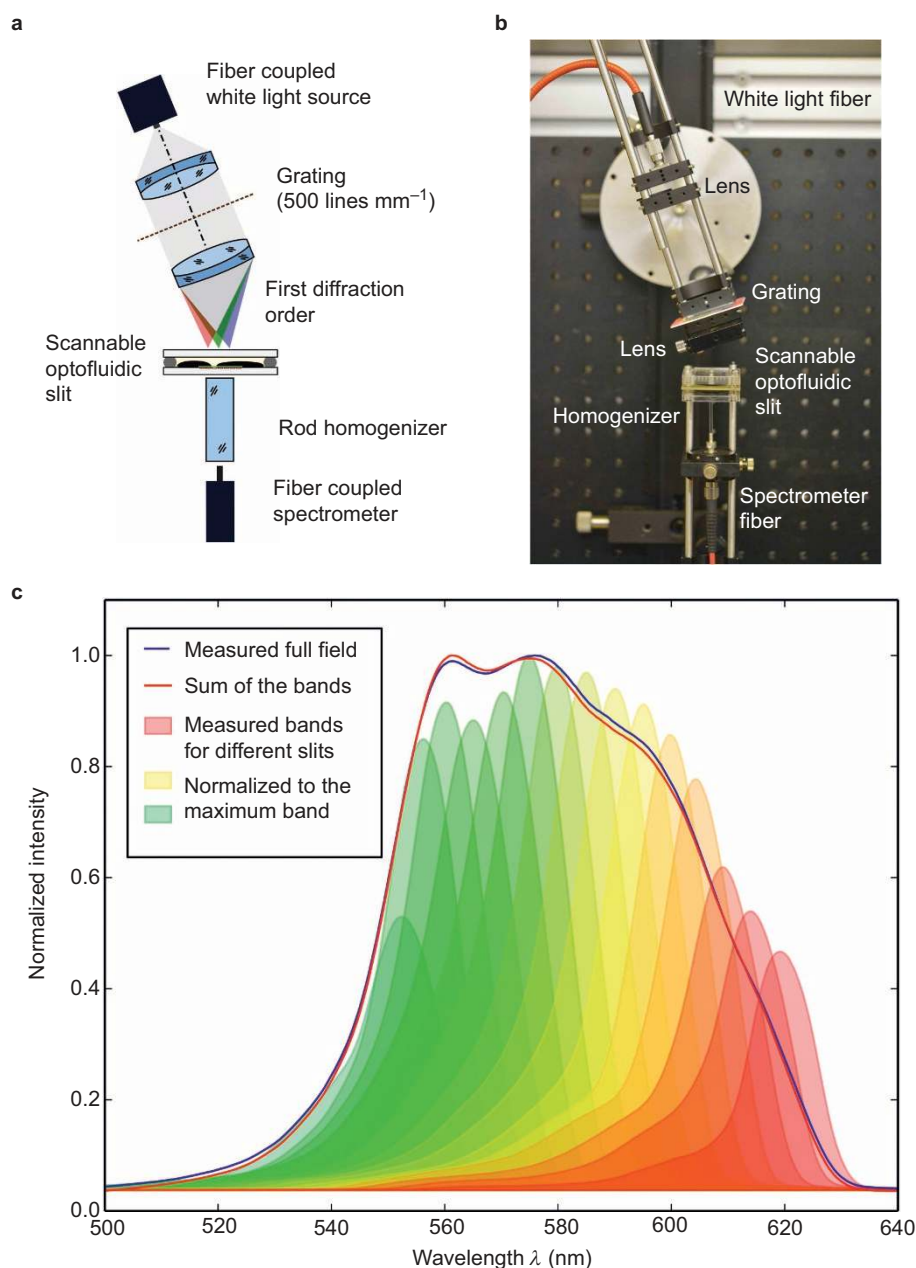 a
Fiber coupled
white light source
Grating
(500 lines mm⁻¹)
First diffraction
order
Scannable
optofluidic
slit
Rod homogenizer
Fiber coupled
spectrometer
b
White light fiber
Lens
Grating
Lens
Scannable
optofluidic
slit
Homogenizer
Spectrometer
fiber
c
Measured full field
Sum of the bands
Measured bands
for different slits
Normalized to the
maximum band
Normalized intensity
1.0
0.8
0.6
0.4
0.2
0.0
500 520 540 560 580 600 620 640
Wavelength λ (nm)